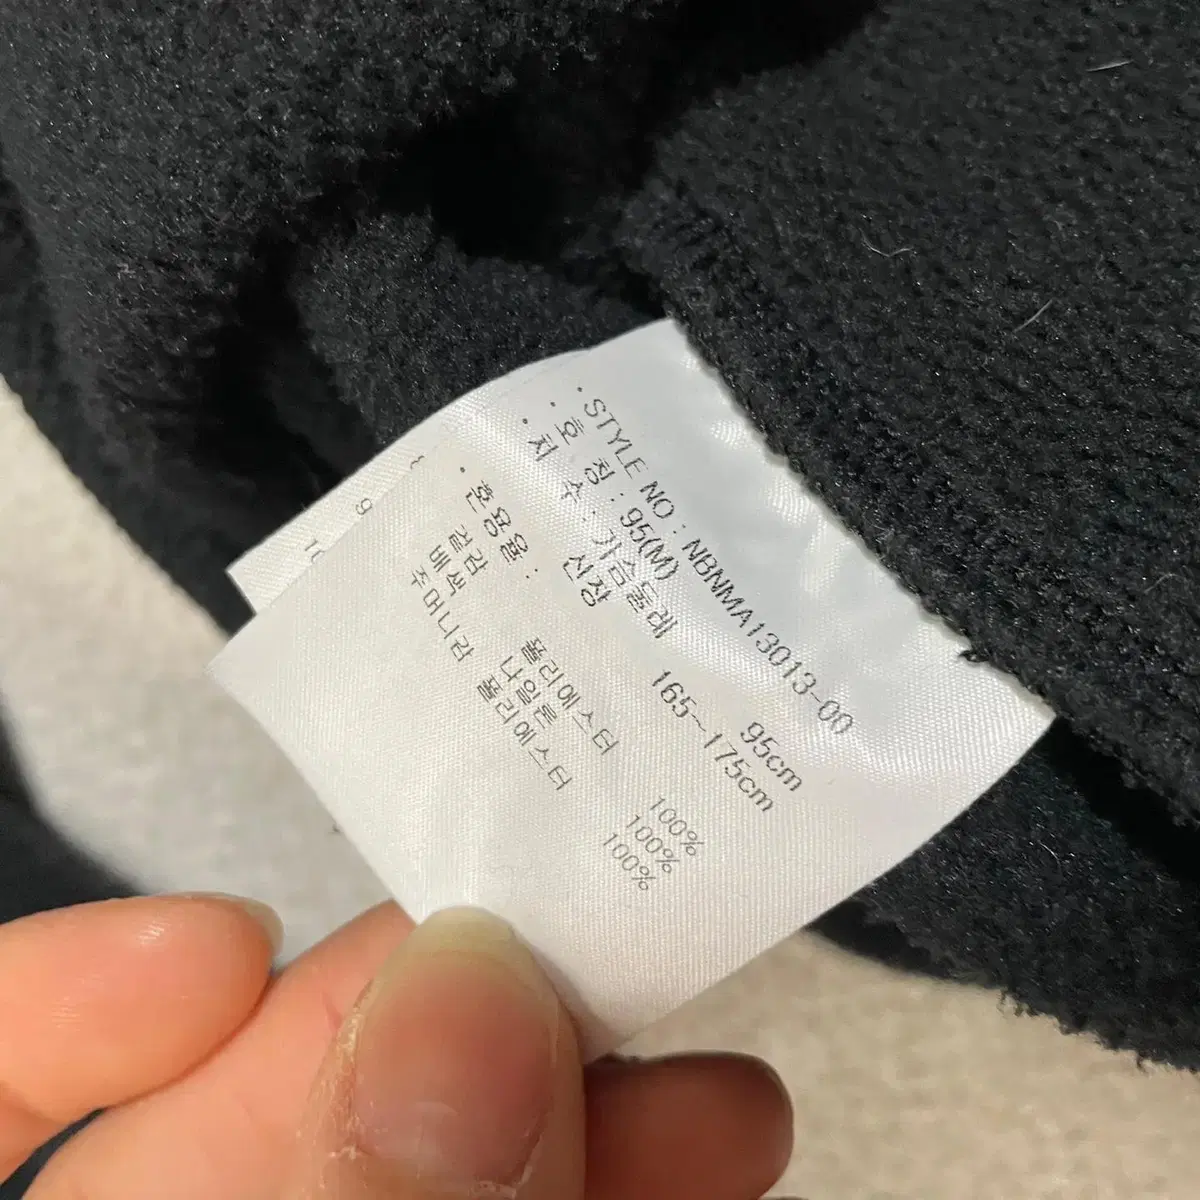 · STYLE NO : NBNMA13013-00
· 호 칭 : 95(M)
· 치 수 : 가슴둘레 95cm
신장 165~175cm
· 혼용율 :
겉감 폴리에스터 100%
배색 나일론 100%
주머니감 폴리에스터 100%